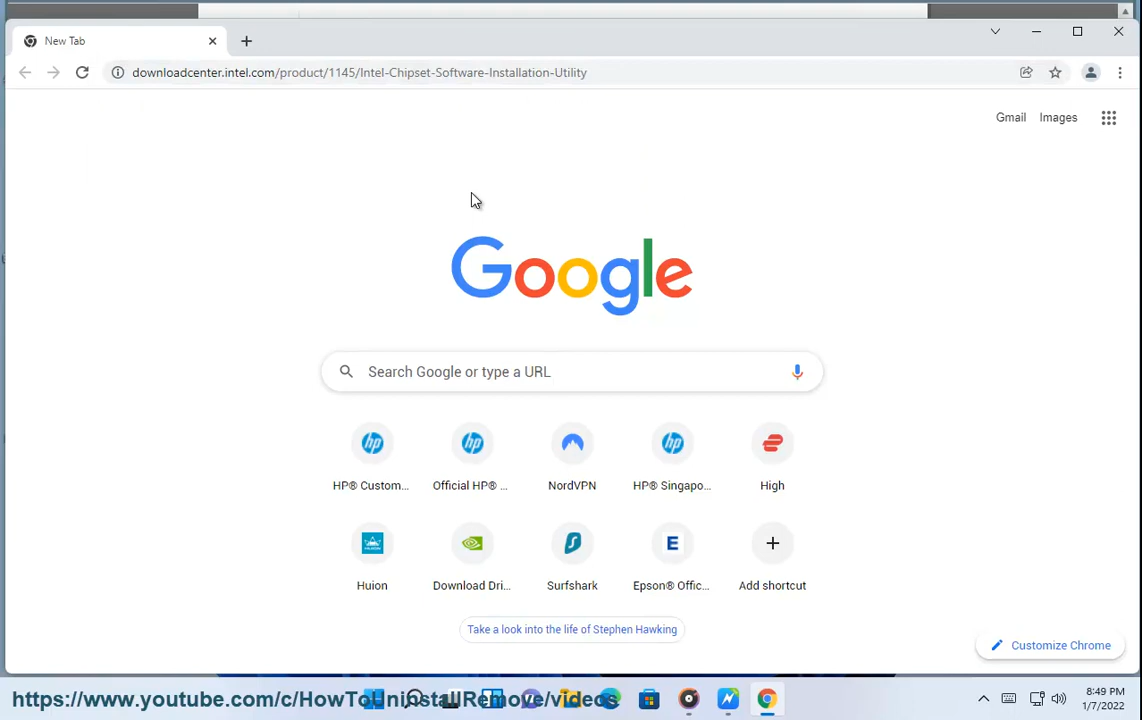 New Tab
downloadcenter.intel.com/product/1145/Intel-Chipset-Software-Installation-Utility
Gmail Images
Google
Search Google or type a URL
HP® Custom... Official HP® ... NordVPN HP® Singapo... High
Huion Download Dri... Surfshark Epson® Offic... Add shortcut
Take a look into the life of Stephen Hawking
Customize Chrome
https://www.youtube.com/c/HowToUninstallRemove/videos
8:49 PM
1/7/2022